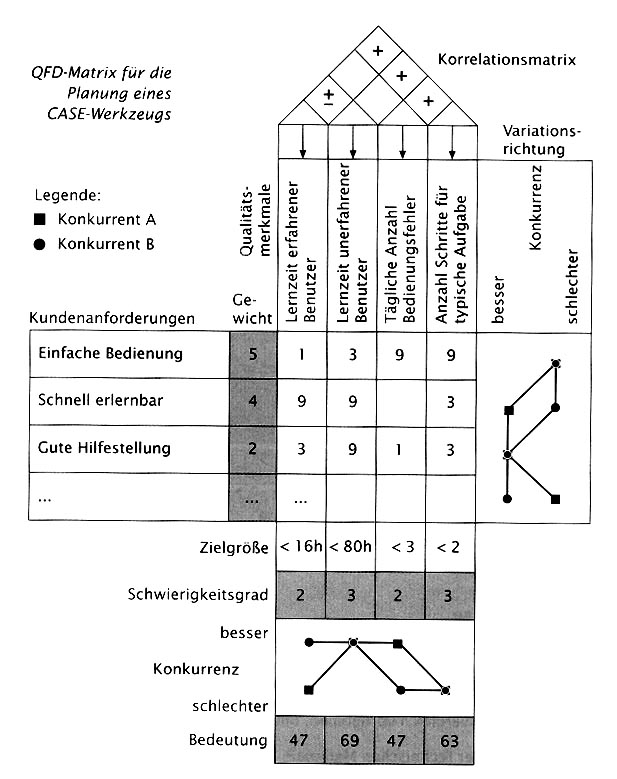 QFD-Matrix für die
Planung eines
CASE-Werkzeugs
+
+
±
+
Korrelationsmatrix
Variations-
richtung
Legende:
Konkurrent A
Konkurrent B
Qualitäts-
merkmale
Lernzeit erfahrener
Benutzer
Lernzeit unerfahrener
Benutzer
Tägliche Anzahl
Bedienungsfehler
Anzahl Schritte für
typische Aufgabe
besser
Konkurrenz
schlechter
Kundenanforderungen
Ge-
wicht
Einfache Bedienung 5 1 3 9 9
Schnell erlernbar 4 9 9 3
Gute Hilfestellung 2 3 9 1 3
... ... ...
Zielgröße < 16h < 80h < 3 < 2
Schwierigkeitsgrad 2 3 2 3
besser
Konkurrenz
schlechter
Bedeutung 47 69 47 63